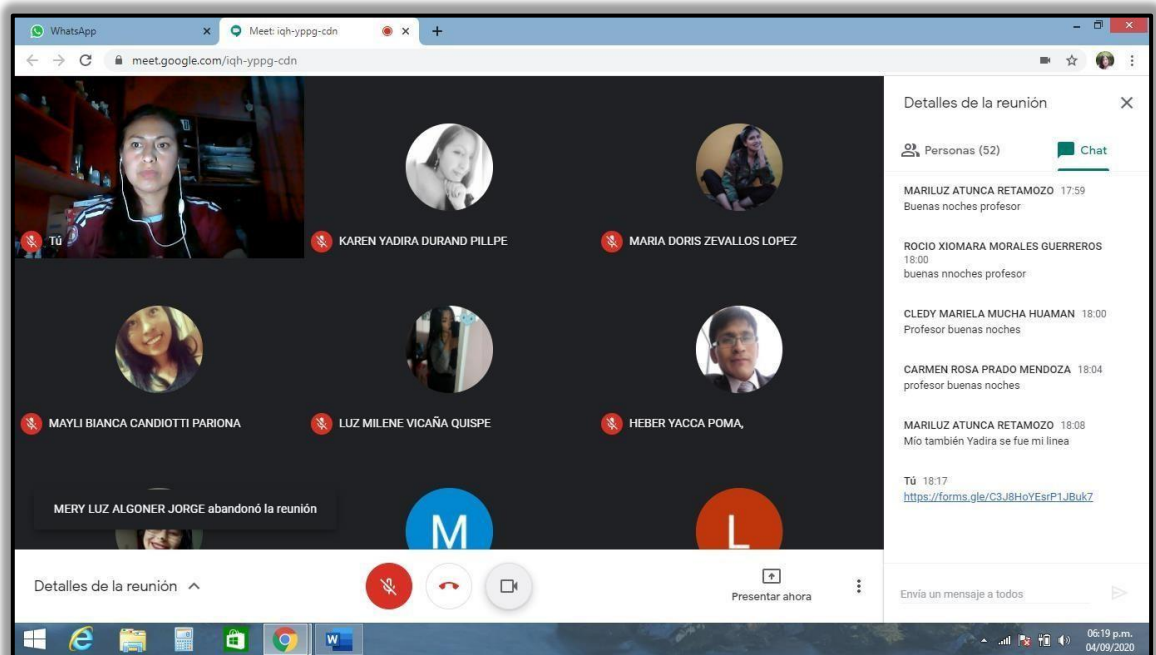 WhatsApp
Meet: iqh-yppg-cdn
meet.google.com/iqh-yppg-cdn
Tú
KAREN YADIRA DURAND PILLPE
MARIA DORIS ZEVALLOS LOPEZ
MAYLI BIANCA CANDIOTTI PARIONA
LUZ MILENE VICAÑA QUISPE
HEBER YACCA POMA,
MERY LUZ ALGONER JORGE abandonó la reunión
M
L
Detalles de la reunión
Presentar ahora
Detalles de la reunión
Personas (52)
Chat
MARILUZ ATUNCA RETAMOZO 17:59
Buenas noches profesor
ROCIO XIOMARA MORALES GUERREROS
18:00
buenas nnoches profesor
CLEDY MARIELA MUCHA HUAMAN 18:00
Profesor buenas noches
CARMEN ROSA PRADO MENDOZA 18:04
profesor buenas noches
MARILUZ ATUNCA RETAMOZO 18:08
Mío también Yadira se fue mi linea
Tú 18:17
https://forms.gle/C3J8HoYEsrP1JBuk7
Envía un mensaje a todos
06:19 p.m.
04/09/2020